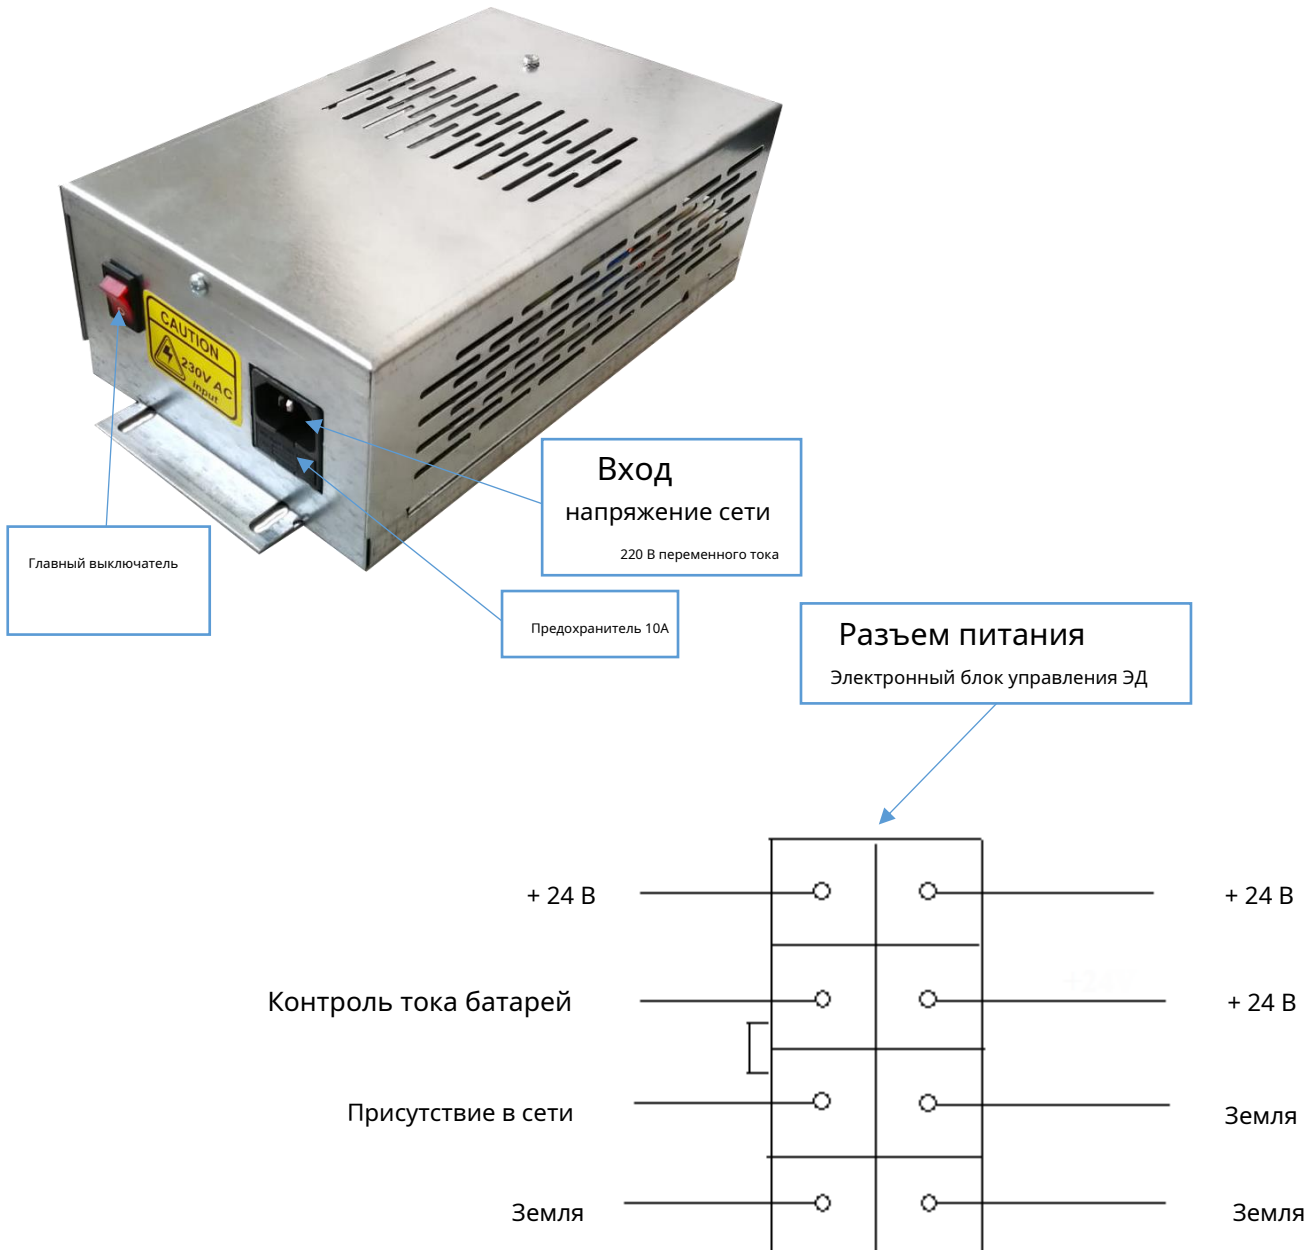 CAUTION
230V AC
input
Вход
напряжение сети
220 В переменного тока
Главный выключатель
Предохранитель 10А
Разъем питания
Электронный блок управления ЭД
+ 24 В
+ 24 В
Контроль тока батарей
+ 24 В
Присутствие в сети
Земля
Земля
Земля